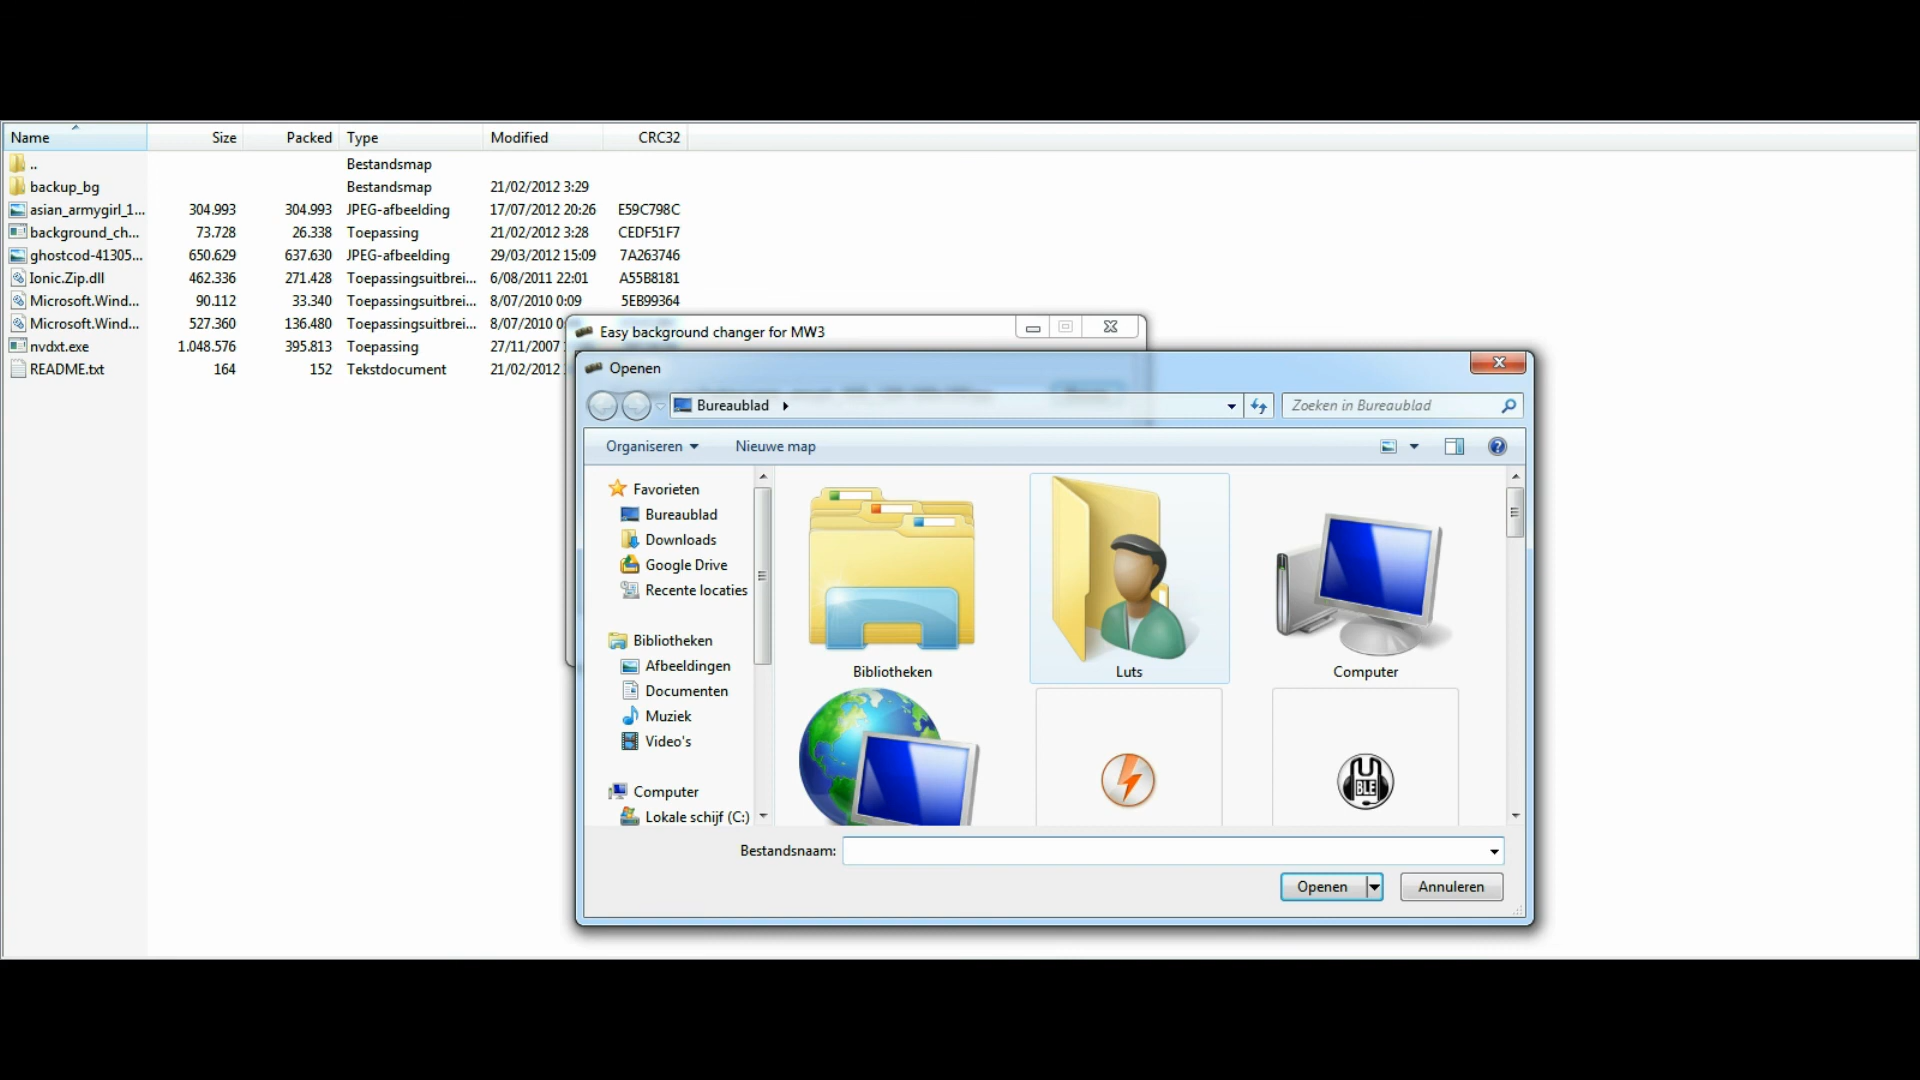 Name Size Packed Type Modified CRC32
.. Bestandsmap
backup_bg Bestandsmap 21/02/2012 3:29
asian_armygirl_1... 304.993 304.993 JPEG-afbeelding 17/07/2012 20:26 E59C798C
background_ch... 73.728 26.338 Toepassing 21/02/2012 3:28 CEDF51F7
ghostcod-41305... 650.629 637.630 JPEG-afbeelding 29/03/2012 15:09 7A263746
Ionic.Zip.dll 462.336 271.428 Toepassingsuitbrei... 6/08/2011 22:01 A55B8181
Microsoft.Wind... 90.112 33.340 Toepassingsuitbrei... 8/07/2010 0:09 5EB99364
Microsoft.Wind... 527.360 136.480 Toepassingsuitbrei... 8/07/2010
nvdxt.exe 1.048.576 395.813 Toepassing 27/11/2007
README.txt 164 152 Tekstdocument 21/02/2012
Easy background changer for MW3
Openen
Bureaublad
Zoeken in Bureaublad
Organiseren Nieuwe map
Favorieten
Bureaublad
Downloads
Google Drive
Recente locaties
Bibliotheken
Afbeeldingen
Documenten
Muziek
Video's
Computer
Lokale schijf (C:)
Bibliotheken Luts Computer
BLE
Bestandsnaam:
Openen Annuleren